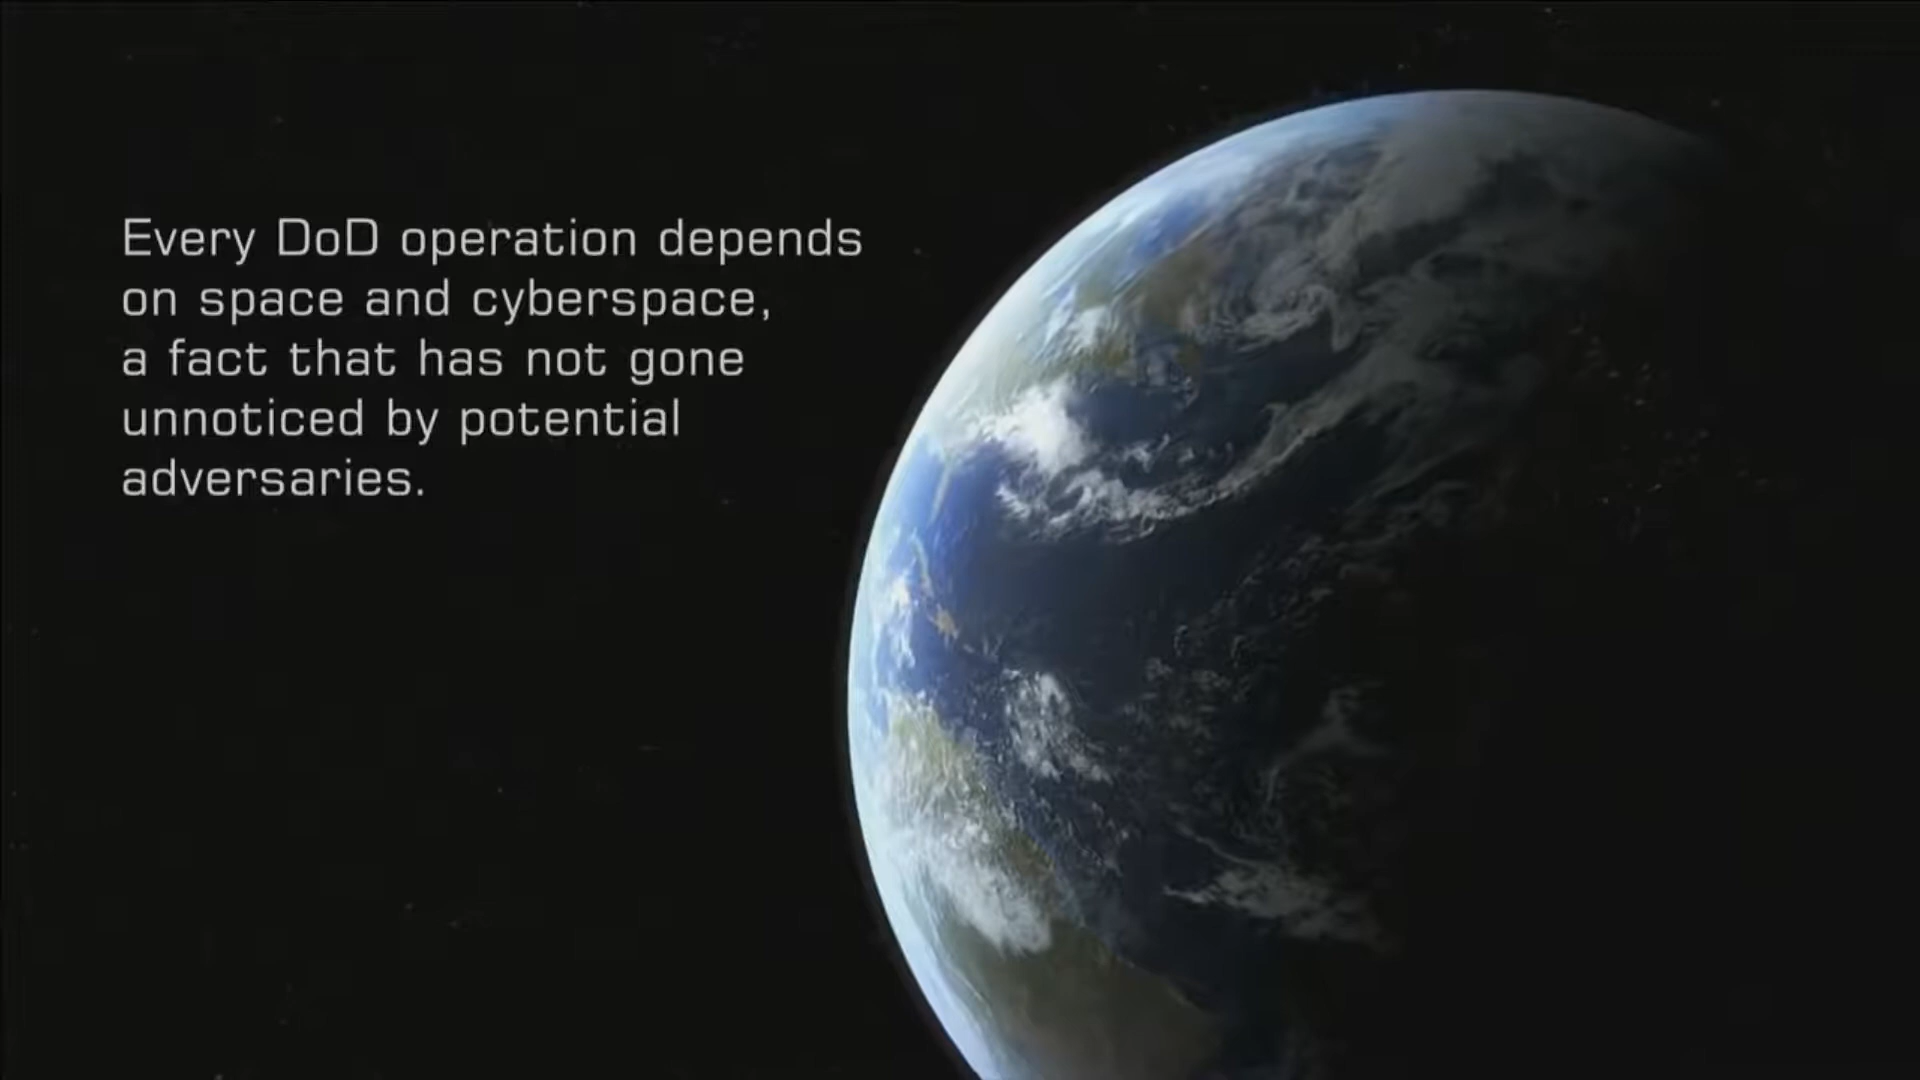 Every DoD operation depends
on space and cyberspace,
a fact that has not gone
unnoticed by potential
adversaries.